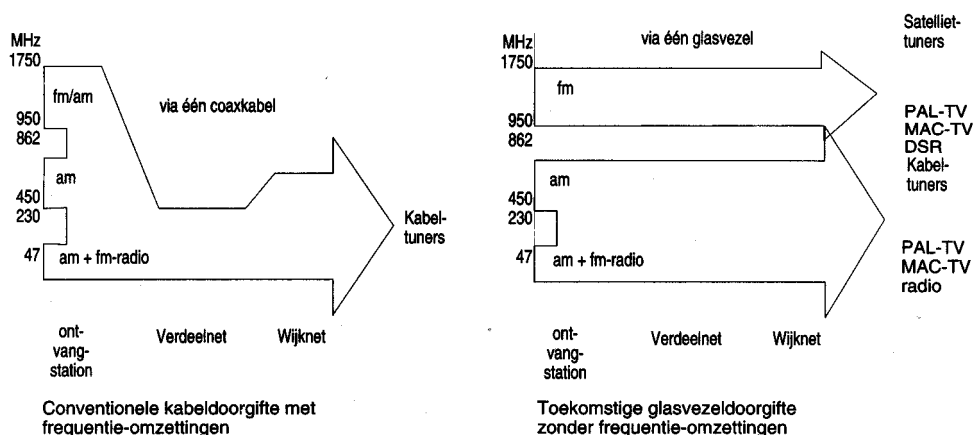 MHz
1750
fm/am
via één coaxkabel
950
862
am
450
230
47
am + fm-radio
Kabel-
tuners
ont-
vang-
station
Verdeelnet
Wijknet
Conventionele kabeldoorgifte met
frequentie-omzettingen
MHz
1750
via één glasvezel
fm
950
862
am
450
230
47
am + fm-radio
Satelliet-
tuners
PAL-TV
MAC-TV
DSR
Kabel-
tuners
PAL-TV
MAC-TV
radio
ont-
vang-
station
Verdeelnet
Wijknet
Toekomstige glasvezeldoorgifte
zonder frequentie-omzettingen